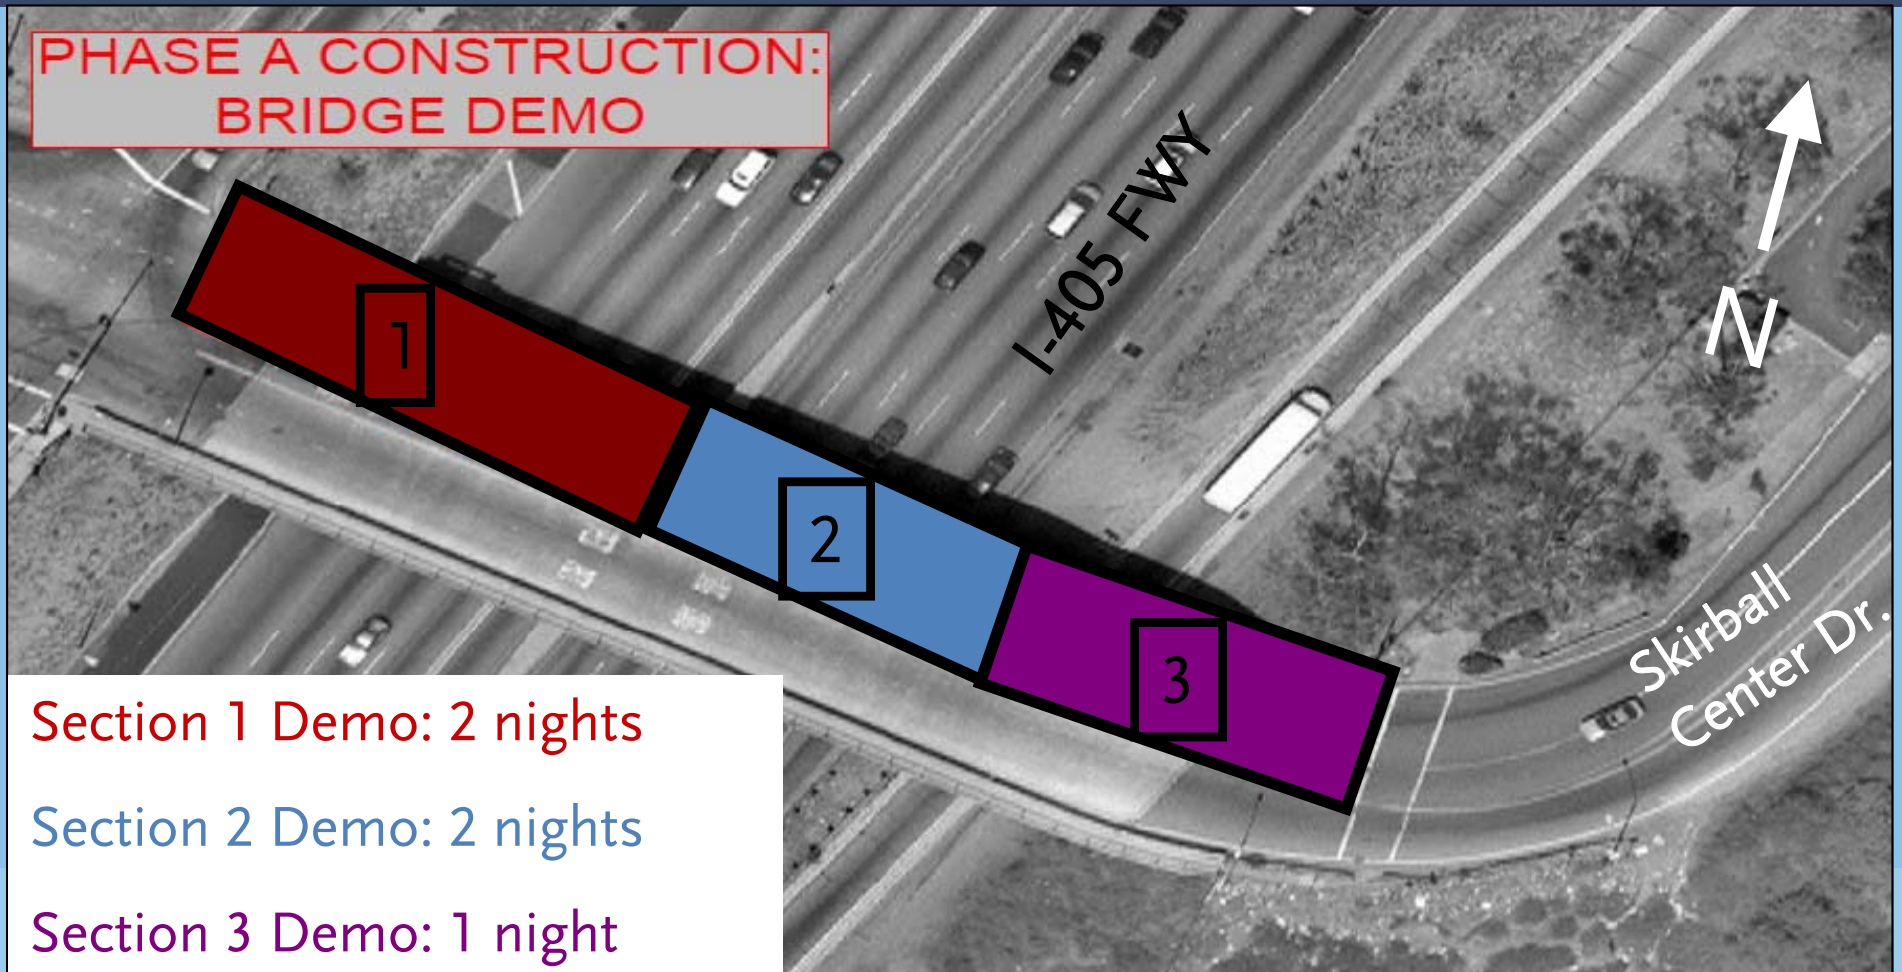 PHASE A CONSTRUCTION:
BRIDGE DEMO
I-405 FWY
N
1
2
3
Skirball
Center Dr.
Section 1 Demo: 2 nights
Section 2 Demo: 2 nights
Section 3 Demo: 1 night